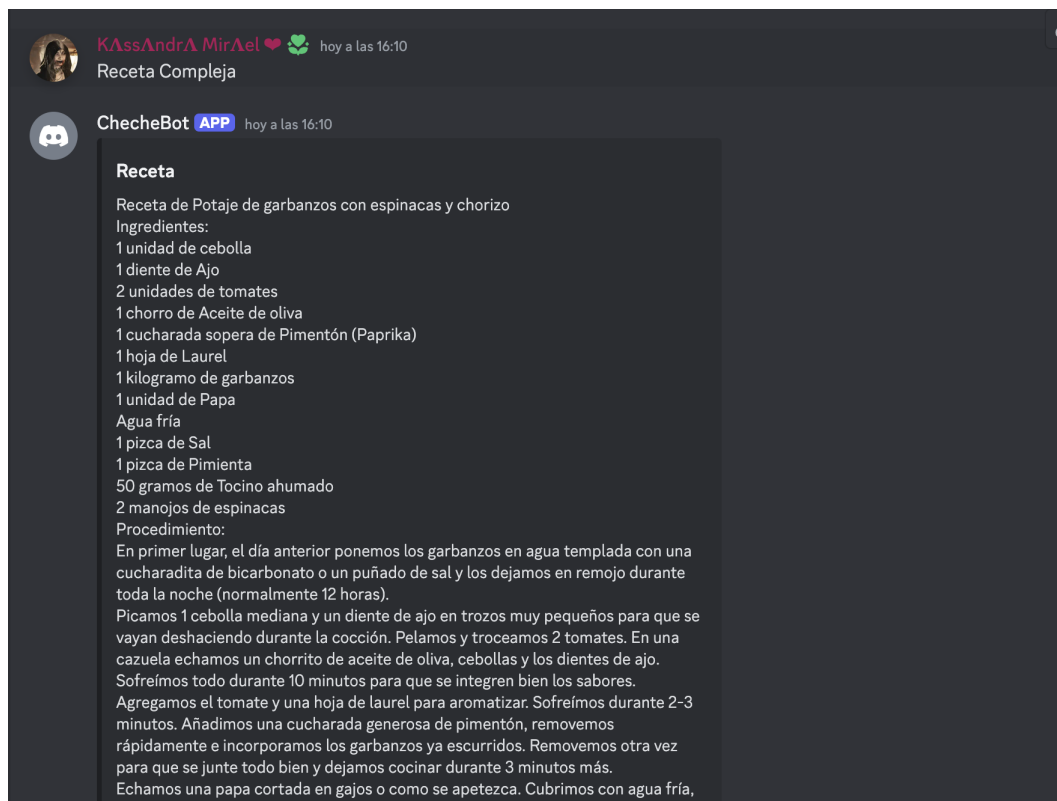 KΛssΛndrΛ MirΛel hoy a las 16:10
Receta Compleja
ChecheBot APP hoy a las 16:10
Receta
Receta de Potaje de garbanzos con espinacas y chorizo
Ingredientes:
1 unidad de cebolla
1 diente de Ajo
2 unidades de tomates
1 chorro de Aceite de oliva
1 cucharada sopera de Pimentón (Paprika)
1 hoja de Laurel
1 kilogramo de garbanzos
1 unidad de Papa
Agua fría
1 pizca de Sal
1 pizca de Pimienta
50 gramos de Tocino ahumado
2 manojos de espinacas
Procedimiento:
En primer lugar, el día anterior ponemos los garbanzos en agua templada con una
cucharadita de bicarbonato o un puñado de sal y los dejamos en remojo durante
toda la noche (normalmente 12 horas).
Picamos 1 cebolla mediana y un diente de ajo en trozos muy pequeños para que se
vayan deshaciendo durante la cocción. Pelamos y troceamos 2 tomates. En una
cazuela echamos un chorrito de aceite de oliva, cebollas y los dientes de ajo.
Sofreímos todo durante 10 minutos para que se integren bien los sabores.
Agregamos el tomate y una hoja de laurel para aromatizar. Sofreímos durante 2-3
minutos. Añadimos una cucharada generosa de pimentón, removemos
rápidamente e incorporamos los garbanzos ya escurridos. Removemos otra vez
para que se junte todo bien y dejamos cocinar durante 3 minutos más.
Echamos una papa cortada en gajos o como se apetezca. Cubrimos con agua fría,